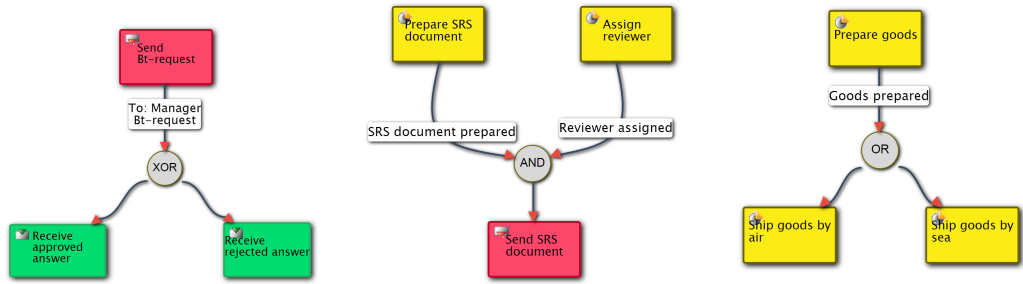 Send
Bt-request
To: Manager
Bt-request
XOR
Receive
approved
answer
Receive
rejected answer
Prepare SRS
document
Assign
reviewer
SRS document prepared
Reviewer assigned
AND
Send SRS
document
Prepare goods
Goods prepared
OR
Ship goods by
air
Ship goods by
sea